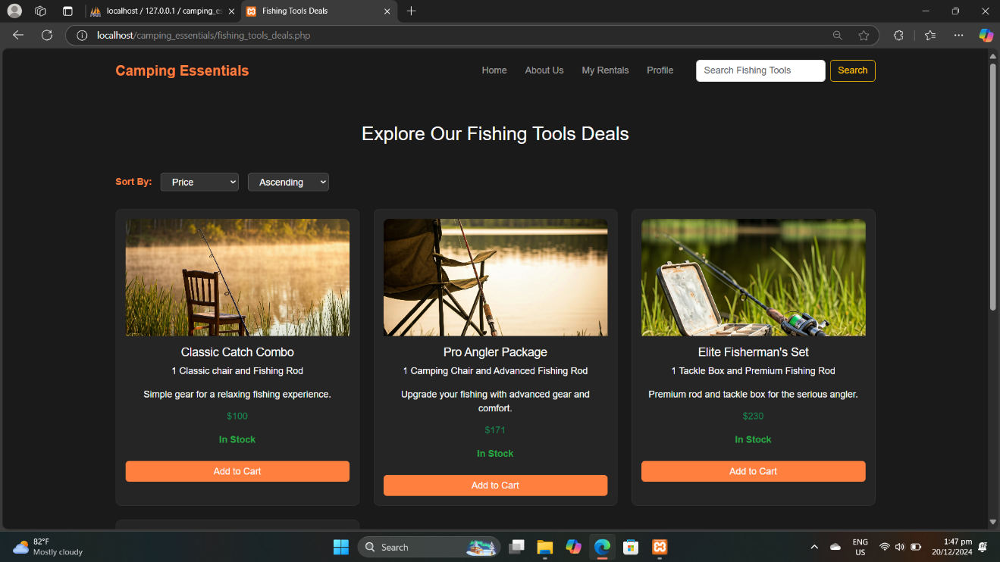 localhost / 127.0.0.1 / camping_es
Fishing Tools Deals
localhost/camping_essentials/fishing_tools_deals.php
Camping Essentials
Home
About Us
My Rentals
Profile
Search Fishing Tools
Search
Explore Our Fishing Tools Deals
Sort By:
Price
Ascending
Classic Catch Combo
1 Classic chair and Fishing Rod
Simple gear for a relaxing fishing experience.
$100
In Stock
Add to Cart
Pro Angler Package
1 Camping Chair and Advanced Fishing Rod
Upgrade your fishing with advanced gear and
comfort.
$171
In Stock
Add to Cart
Elite Fisherman's Set
1 Tackle Box and Premium Fishing Rod
Premium rod and tackle box for the serious angler.
$230
In Stock
Add to Cart
82°F
Mostly cloudy
Search
ENG
US
1:47 pm
20/12/2024